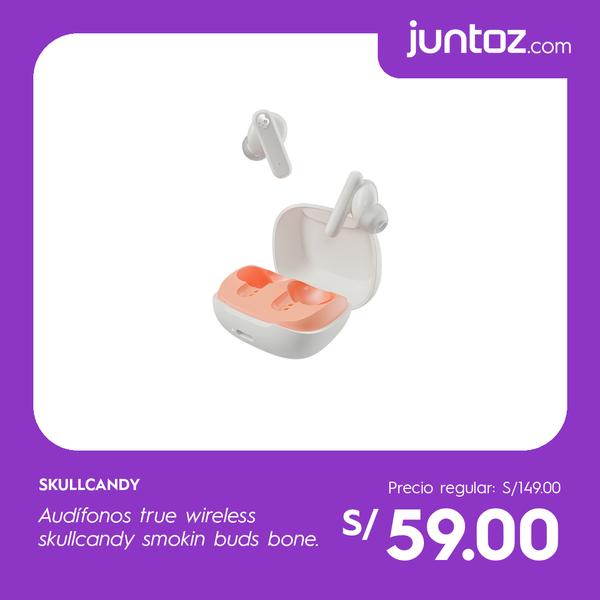 juntoz.com
SKULLCANDY
Audífonos true wireless
skullcandy smokin buds bone.
Precio regular: S/149.00
S/ 59.00